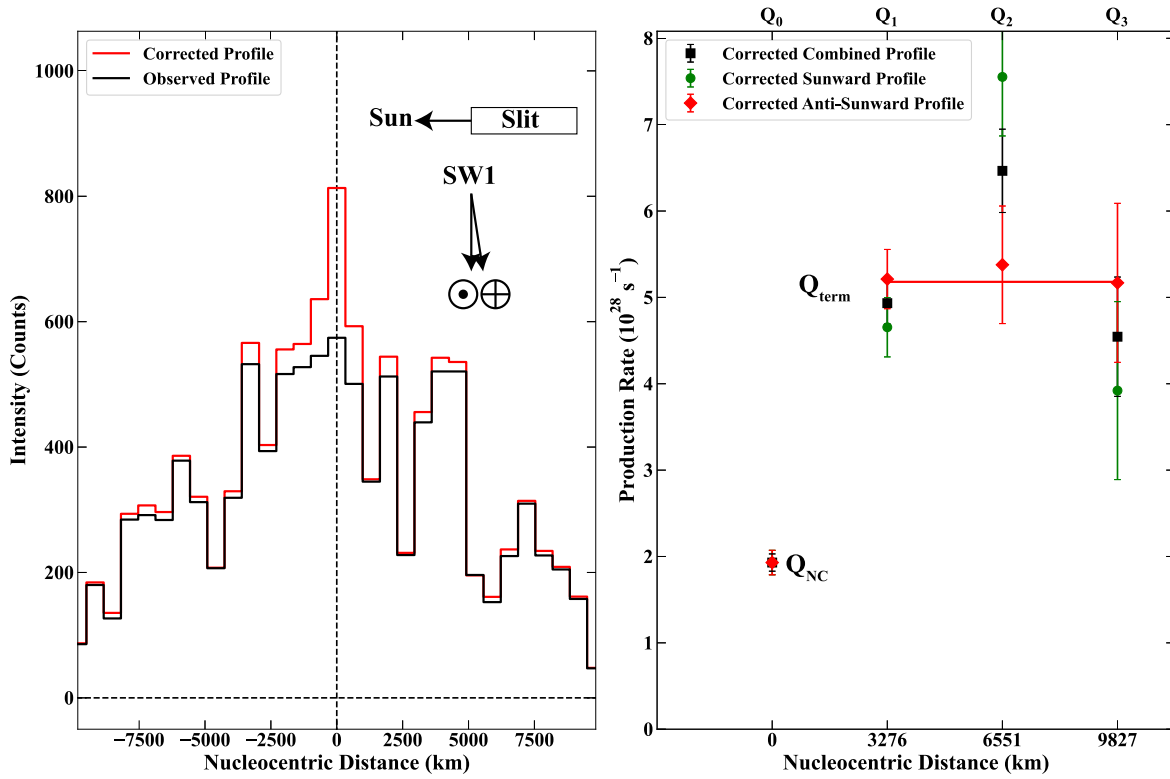 Corrected Profile
Observed Profile
Sun
Slit
SW1
1000
800
600
400
200
0
Intensity (Counts)
−7500
−5000
−2500
0
2500
5000
7500
Nucleocentric Distance (km)
Q0
Q1
Q2
Q3
Corrected Combined Profile
Corrected Sunward Profile
Corrected Anti-Sunward Profile
Qterm
QNC
8
7
6
5
4
3
2
1
0
Production Rate (10²⁸ s⁻¹)
0
3276
6551
9827
Nucleocentric Distance (km)